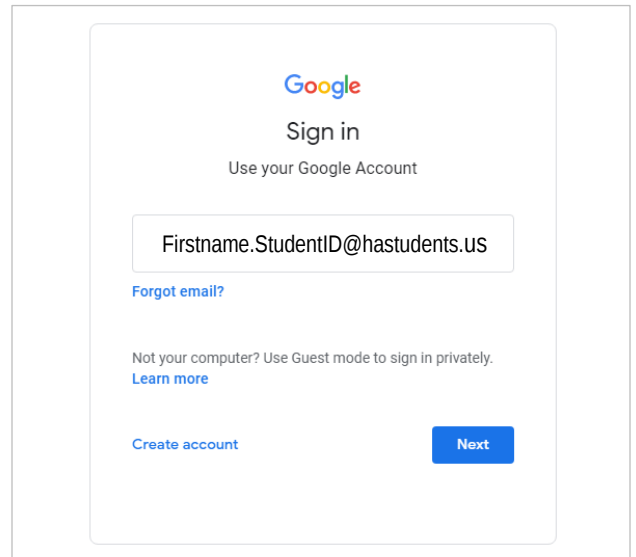 Google
Sign in
Use your Google Account
Firstname.StudentID@hastudents.us
Forgot email?
Not your computer? Use Guest mode to sign in privately.
Learn more
Create account
Next